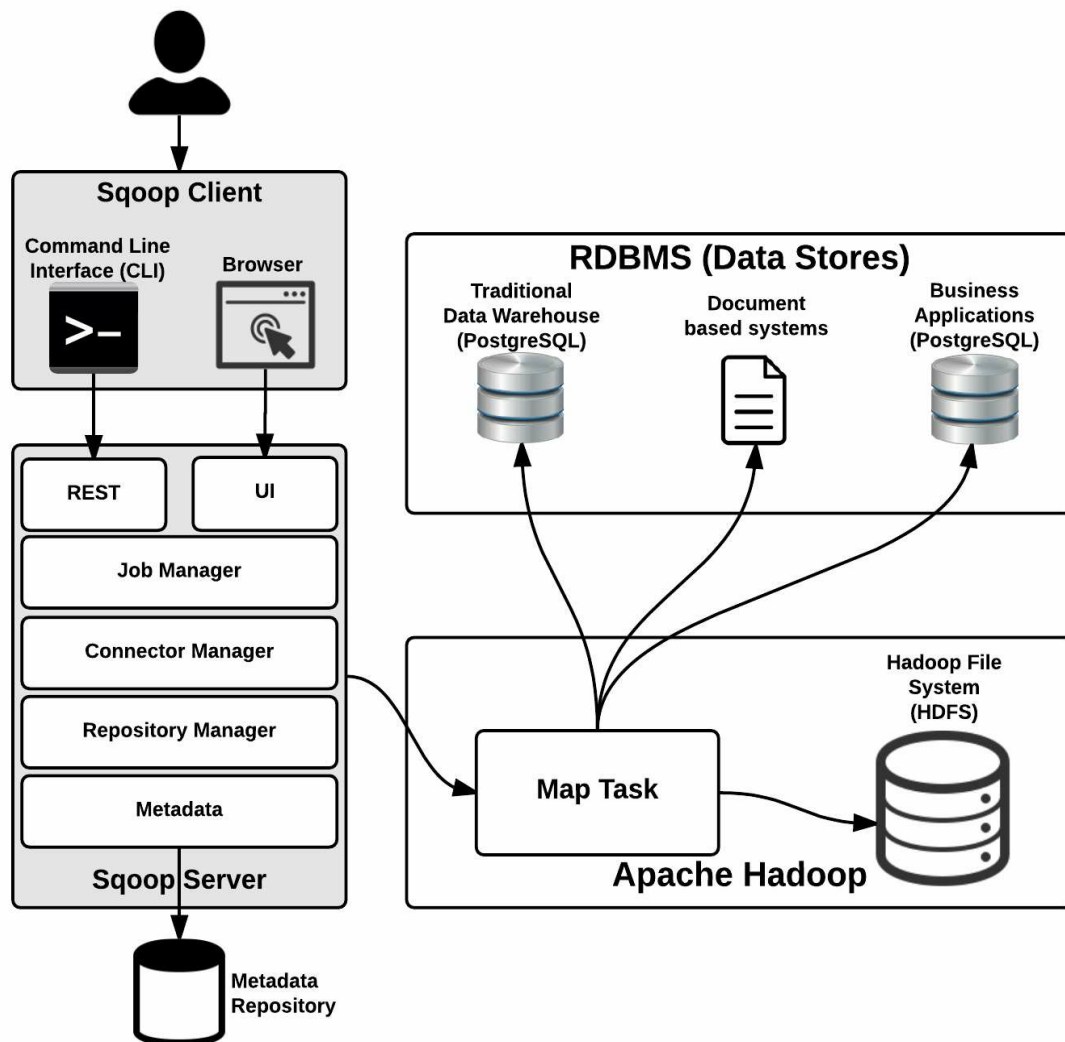 Sqoop Client
Command Line
Interface (CLI)
Browser
>-
REST
UI
Job Manager
Connector Manager
Repository Manager
Metadata
Sqoop Server
Metadata
Repository
RDBMS (Data Stores)
Traditional
Data Warehouse
(PostgreSQL)
Document
based systems
Business
Applications
(PostgreSQL)
Hadoop File
System
(HDFS)
Map Task
Apache Hadoop